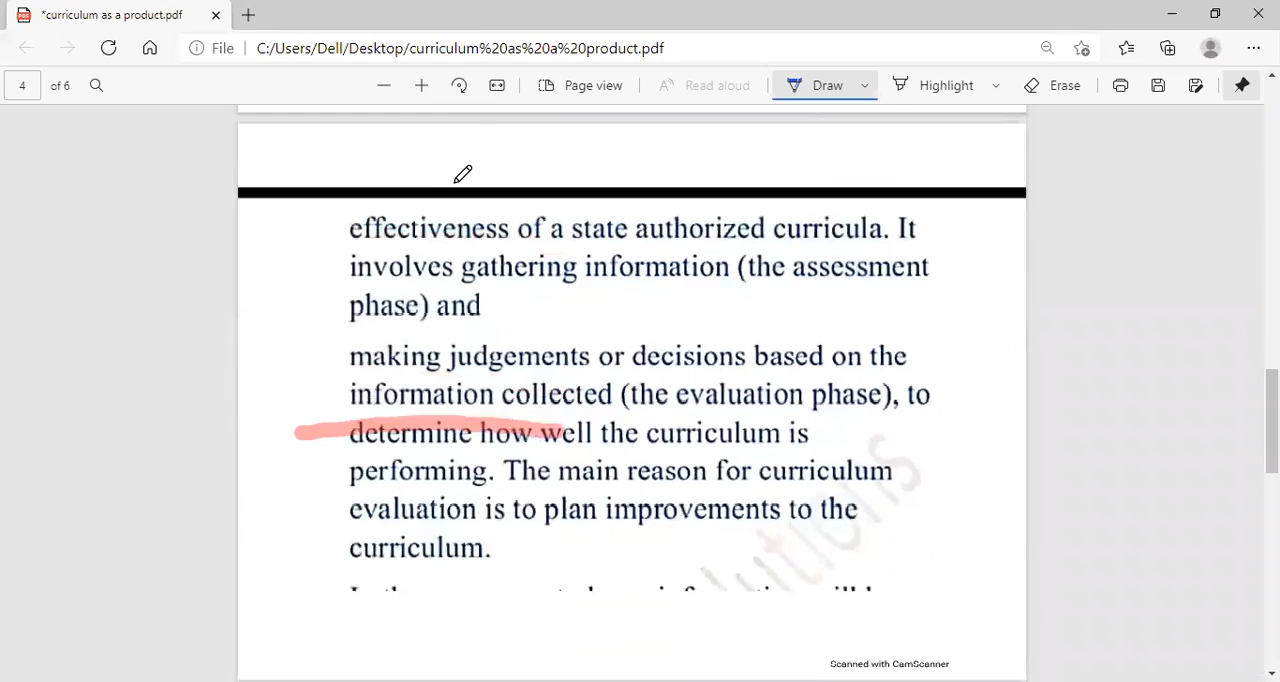 *curriculum as a product.pdf
File C:/Users/Dell/Desktop/curriculum%20as%20a%20product.pdf
4 of 6 Page view Read aloud Draw Highlight Erase
effectiveness of a state authorized curricula. It
involves gathering information (the assessment
phase) and
making judgements or decisions based on the
information collected (the evaluation phase), to
determine how well the curriculum is
performing. The main reason for curriculum
evaluation is to plan improvements to the
curriculum.
Scanned with CamScanner